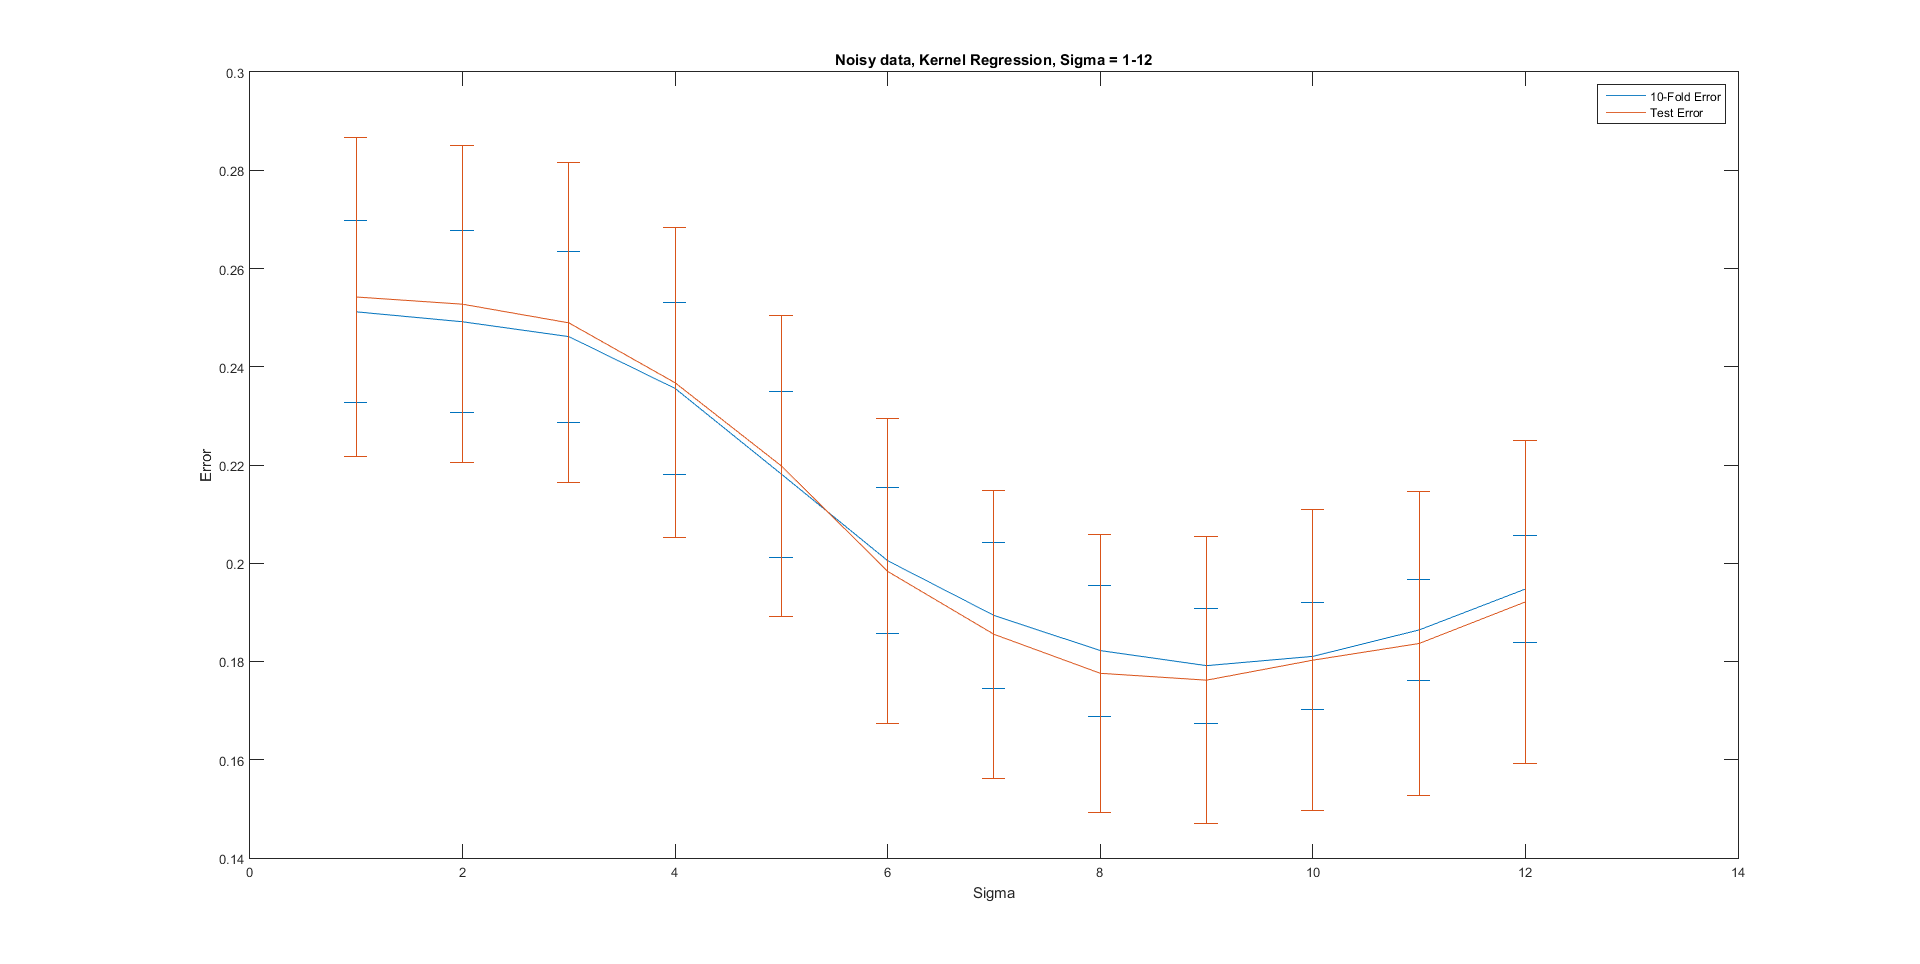 Noisy data, Kernel Regression, Sigma = 1-12
10-Fold Error
Test Error
0.3
0.28
0.26
0.24
0.22
0.2
0.18
0.16
0.14
Error
0 2 4 6 8 10 12 14
Sigma